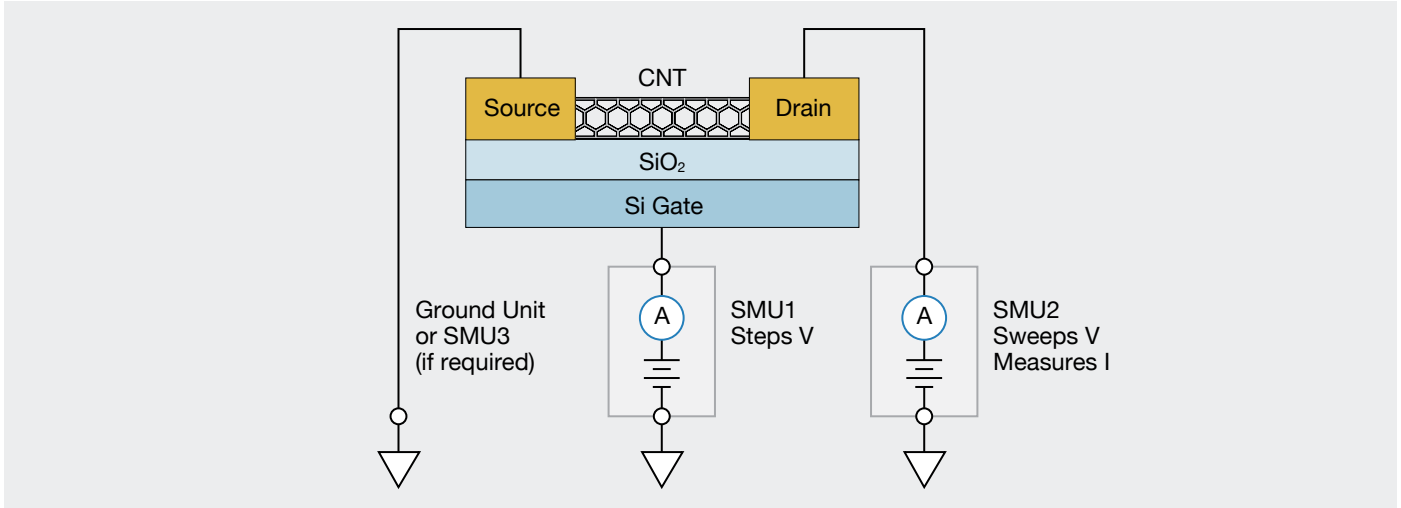 CNT
Source
Drain
SiO₂
Si Gate
Ground Unit
or SMU3
(if required)
A
SMU1
Steps V
A
SMU2
Sweeps V
Measures I